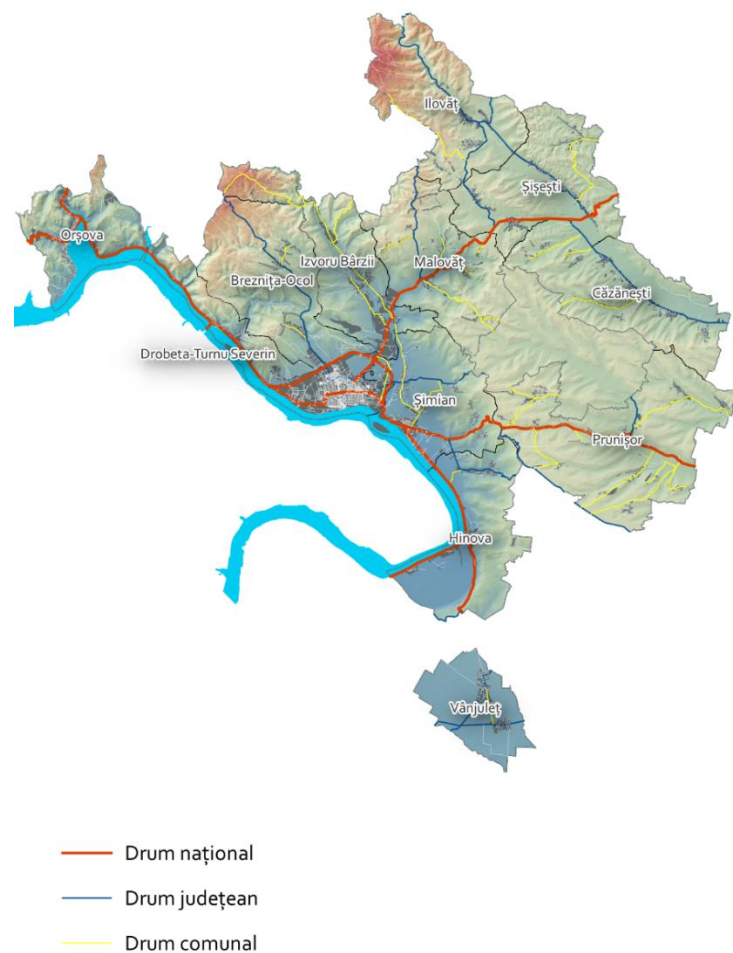 Ilovăț
Șișești
Orșova
Izvoru Bârzii
Malovăț
Breznița-Ocol
Căzănești
Drobeta-Turnu Severin
Șimian
Prunișor
Hinova
Vânjuleț
Drum național
Drum județean
Drum comunal